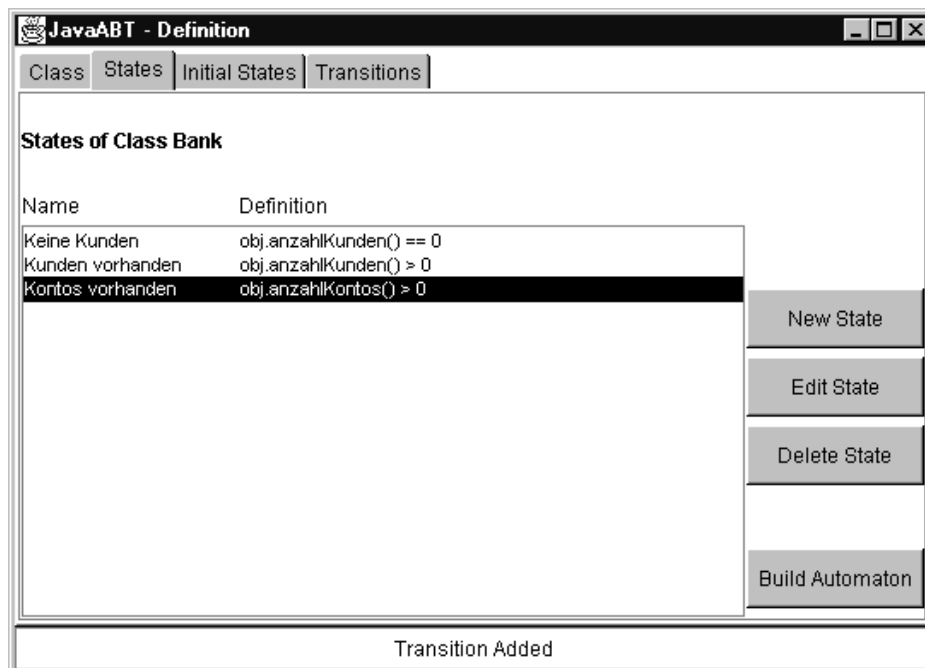 JavaABT - Definition
Class States Initial States Transitions
States of Class Bank
Name Definition
Keine Kunden obj.anzahlKunden() == 0
Kunden vorhanden obj.anzahlKunden() > 0
Kontos vorhanden obj.anzahlKontos() > 0
New State
Edit State
Delete State
Build Automaton
Transition Added